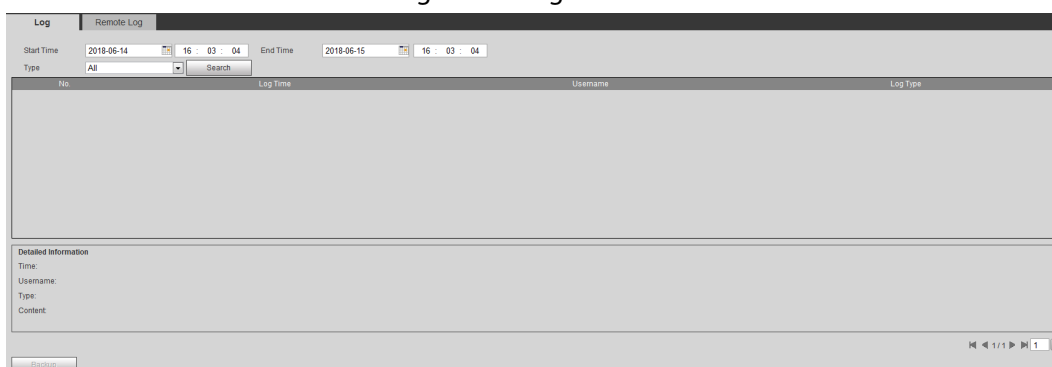 Log Remote Log
Start Time 2018-06-14 16 : 03 : 04 End Time 2018-06-15 16 : 03 : 04
Type All Search
No. Log Time Username Log Type
Detailed Information
Time:
Username:
Type:
Content:
1/1 1
Backup